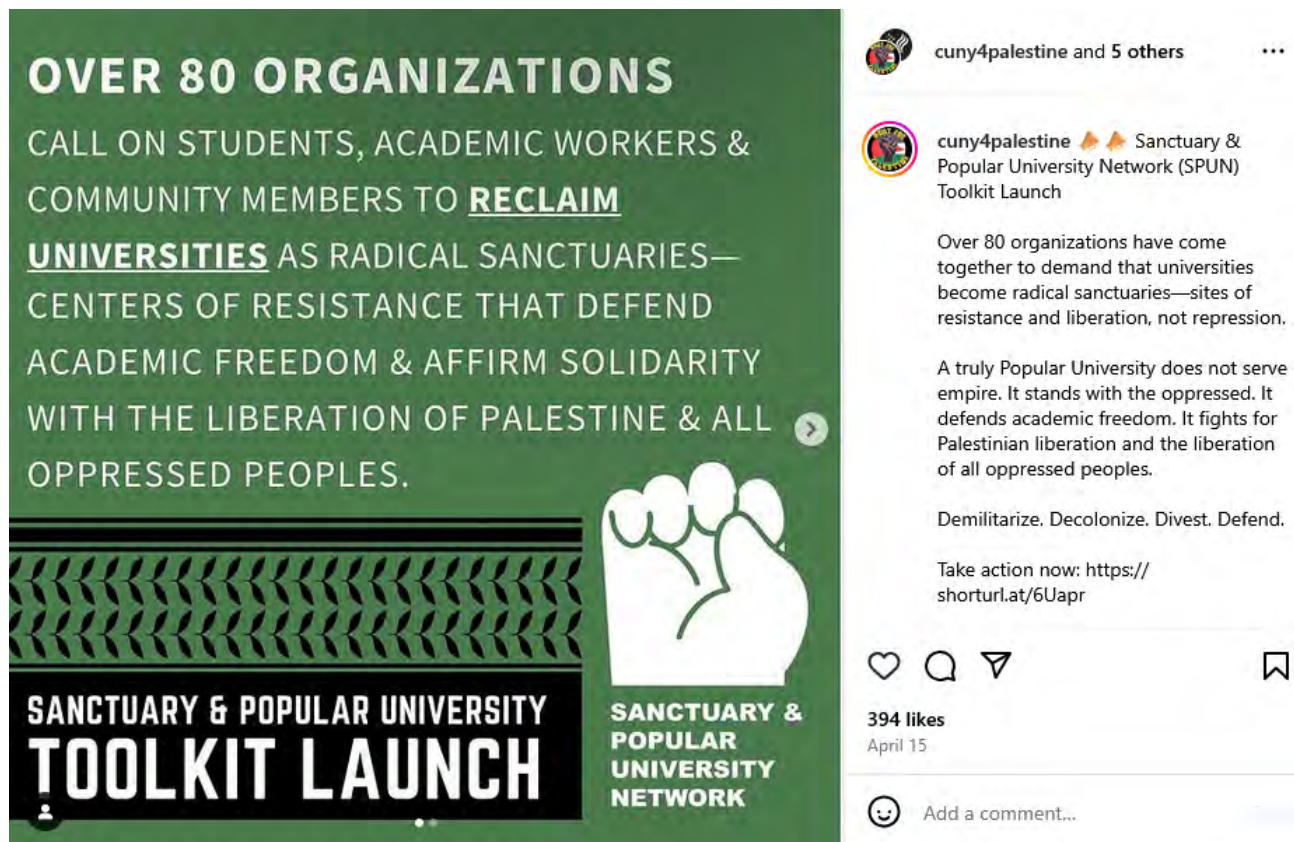 OVER 80 ORGANIZATIONS
CALL ON STUDENTS, ACADEMIC WORKERS &
COMMUNITY MEMBERS TO RECLAIM
UNIVERSITIES AS RADICAL SANCTUARIES—
CENTERS OF RESISTANCE THAT DEFEND
ACADEMIC FREEDOM & AFFIRM SOLIDARITY
WITH THE LIBERATION OF PALESTINE & ALL
OPPRESSED PEOPLES.
SANCTUARY & POPULAR UNIVERSITY
TOOLKIT LAUNCH
SANCTUARY &
POPULAR
UNIVERSITY
NETWORK
cuny4palestine and 5 others
cuny4palestine 📣 📣 Sanctuary &
Popular University Network (SPUN)
Toolkit Launch
Over 80 organizations have come
together to demand that universities
become radical sanctuaries—sites of
resistance and liberation, not repression.
A truly Popular University does not serve
empire. It stands with the oppressed. It
defends academic freedom. It fights for
Palestinian liberation and the liberation
of all oppressed peoples.
Demilitarize. Decolonize. Divest. Defend.
Take action now: https://
shorturl.at/6Uapr
394 likes
April 15
Add a comment...